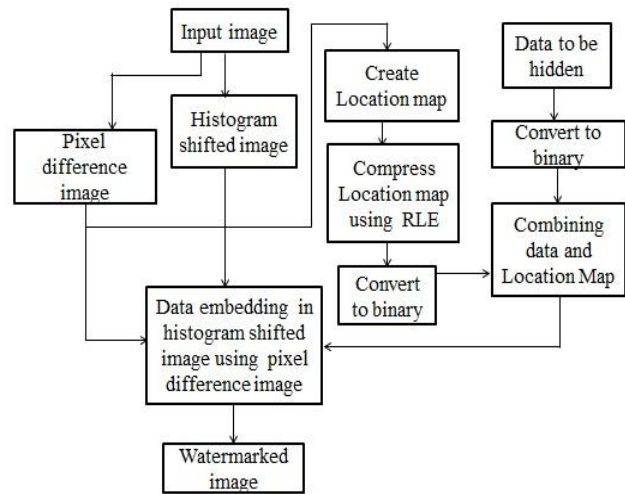 Input image
Pixel
difference
image
Histogram
shifted image
Create
Location map
Compress
Location map
using RLE
Convert
to binary
Data to be
hidden
Convert to
binary
Combining
data and
Location Map
Data embedding in
histogram shifted
image using pixel
difference image
Watermarked
image